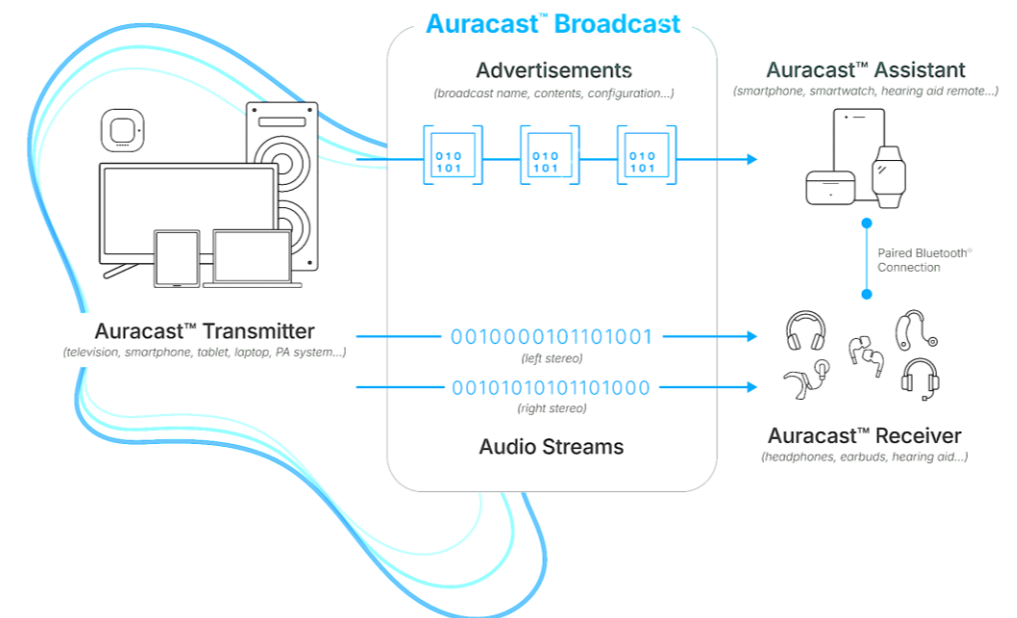 Auracast™ Broadcast
Advertisements
(broadcast name, contents, configuration...)
010
101
010
101
010
101
Auracast™ Assistant
(smartphone, smartwatch, hearing aid remote...)
Paired Bluetooth®
Connection
Auracast™ Transmitter
(television, smartphone, tablet, laptop, PA system...)
0010000101101001
(left stereo)
00101010101101000
(right stereo)
Audio Streams
Auracast™ Receiver
(headphones, earbuds, hearing aid...)